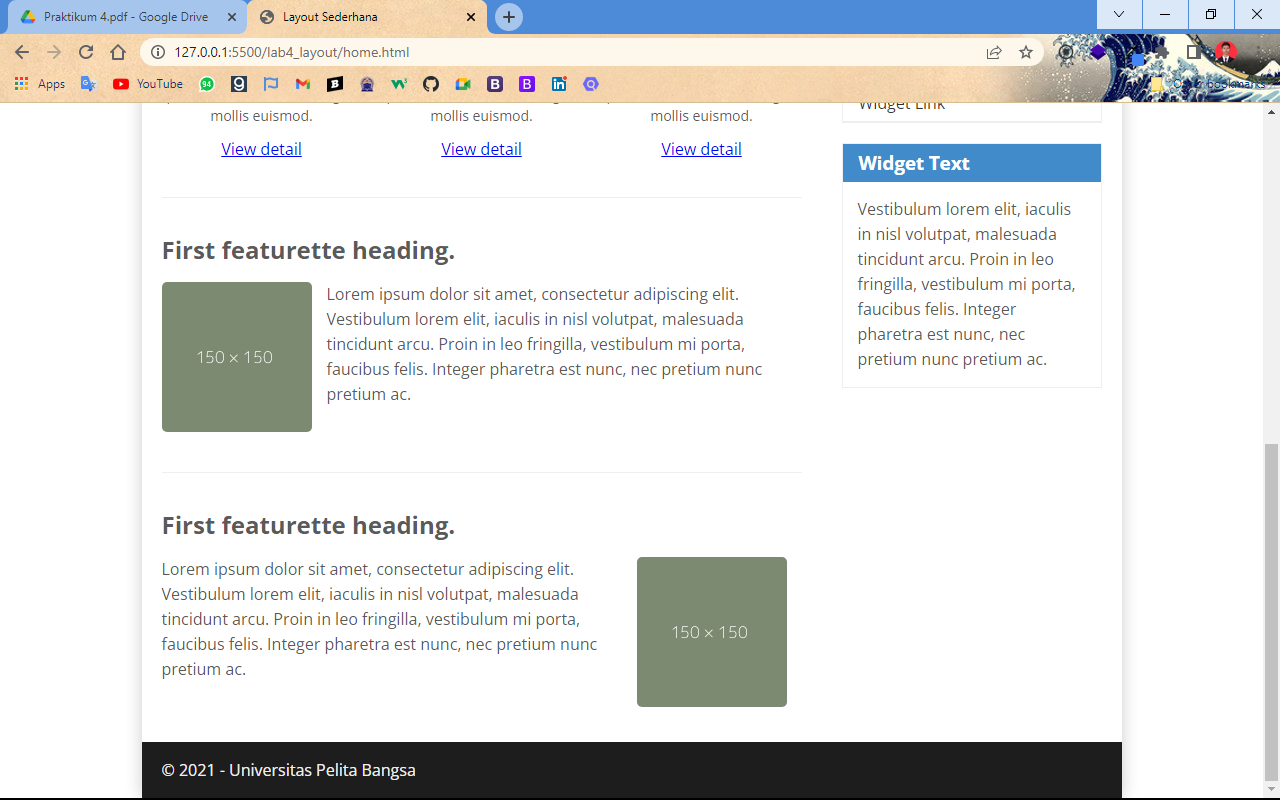 Praktikum 4.pdf - Google Drive
Layout Sederhana
127.0.0.1:5500/lab4_layout/home.html
Apps
YouTube
94
mollis euismod.
mollis euismod.
mollis euismod.
View detail
View detail
View detail
Widget Link
Widget Text
Vestibulum lorem elit, iaculis
in nisl volutpat, malesuada
tincidunt arcu. Proin in leo
fringilla, vestibulum mi porta,
faucibus felis. Integer
pharetra est nunc, nec
pretium nunc pretium ac.
First featurette heading.
150 × 150
Lorem ipsum dolor sit amet, consectetur adipiscing elit.
Vestibulum lorem elit, iaculis in nisl volutpat, malesuada
tincidunt arcu. Proin in leo fringilla, vestibulum mi porta,
faucibus felis. Integer pharetra est nunc, nec pretium nunc
pretium ac.
First featurette heading.
Lorem ipsum dolor sit amet, consectetur adipiscing elit.
Vestibulum lorem elit, iaculis in nisl volutpat, malesuada
tincidunt arcu. Proin in leo fringilla, vestibulum mi porta,
faucibus felis. Integer pharetra est nunc, nec pretium nunc
pretium ac.
150 × 150
© 2021 - Universitas Pelita Bangsa